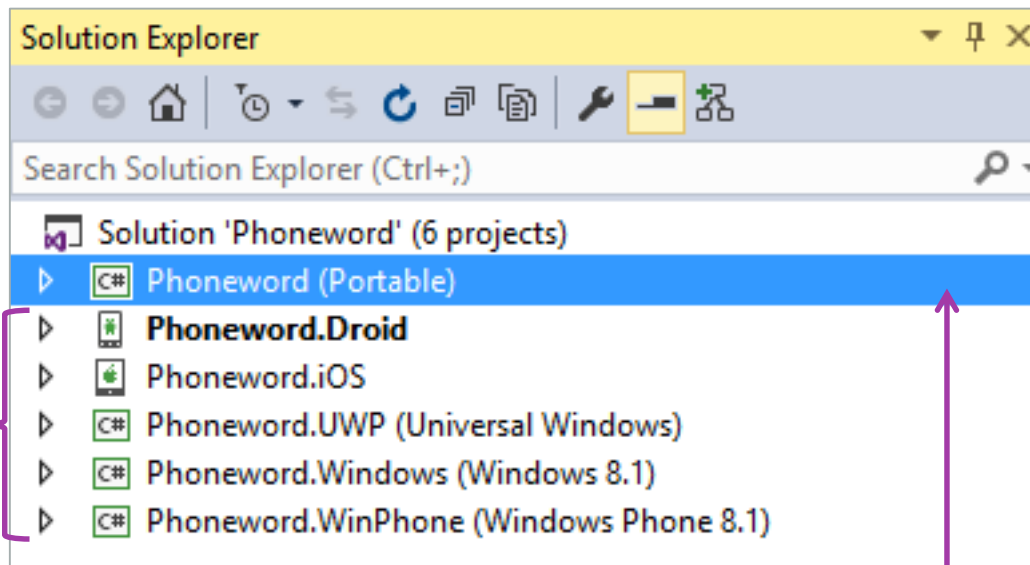 Solution Explorer
Search Solution Explorer (Ctrl+;)
Solution 'Phoneword' (6 projects)
C# Phoneword (Portable)
Phoneword.Droid
Phoneword.iOS
C# Phoneword.UWP (Universal Windows)
C# Phoneword.Windows (Windows 8.1)
C# Phoneword.WinPhone (Windows Phone 8.1)